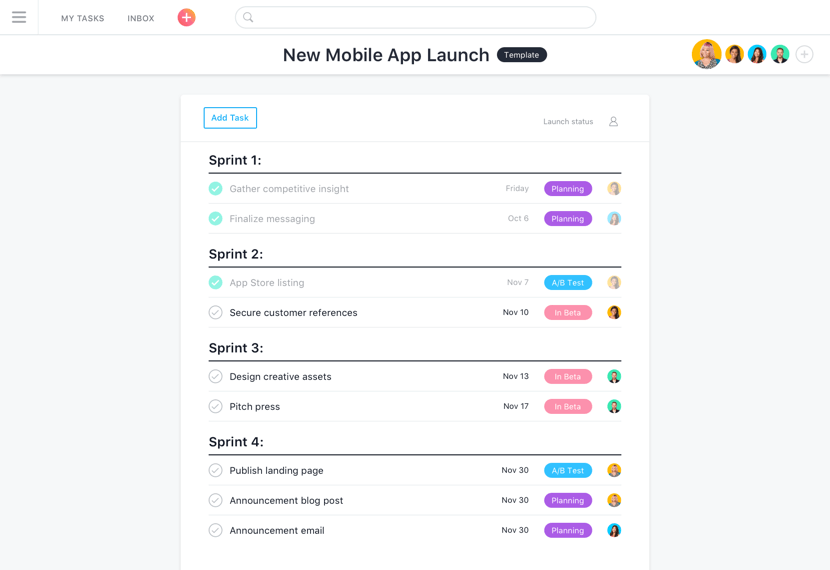 MY TASKS INBOX
New Mobile App Launch Template
Add Task Launch status
Sprint 1:
Gather competitive insight Friday Planning
Finalize messaging Oct 6 Planning
Sprint 2:
App Store listing Nov 7 A/B Test
Secure customer references Nov 10 In Beta
Sprint 3:
Design creative assets Nov 13 In Beta
Pitch press Nov 17 In Beta
Sprint 4:
Publish landing page Nov 30 A/B Test
Announcement blog post Nov 30 Planning
Announcement email Nov 30 Planning